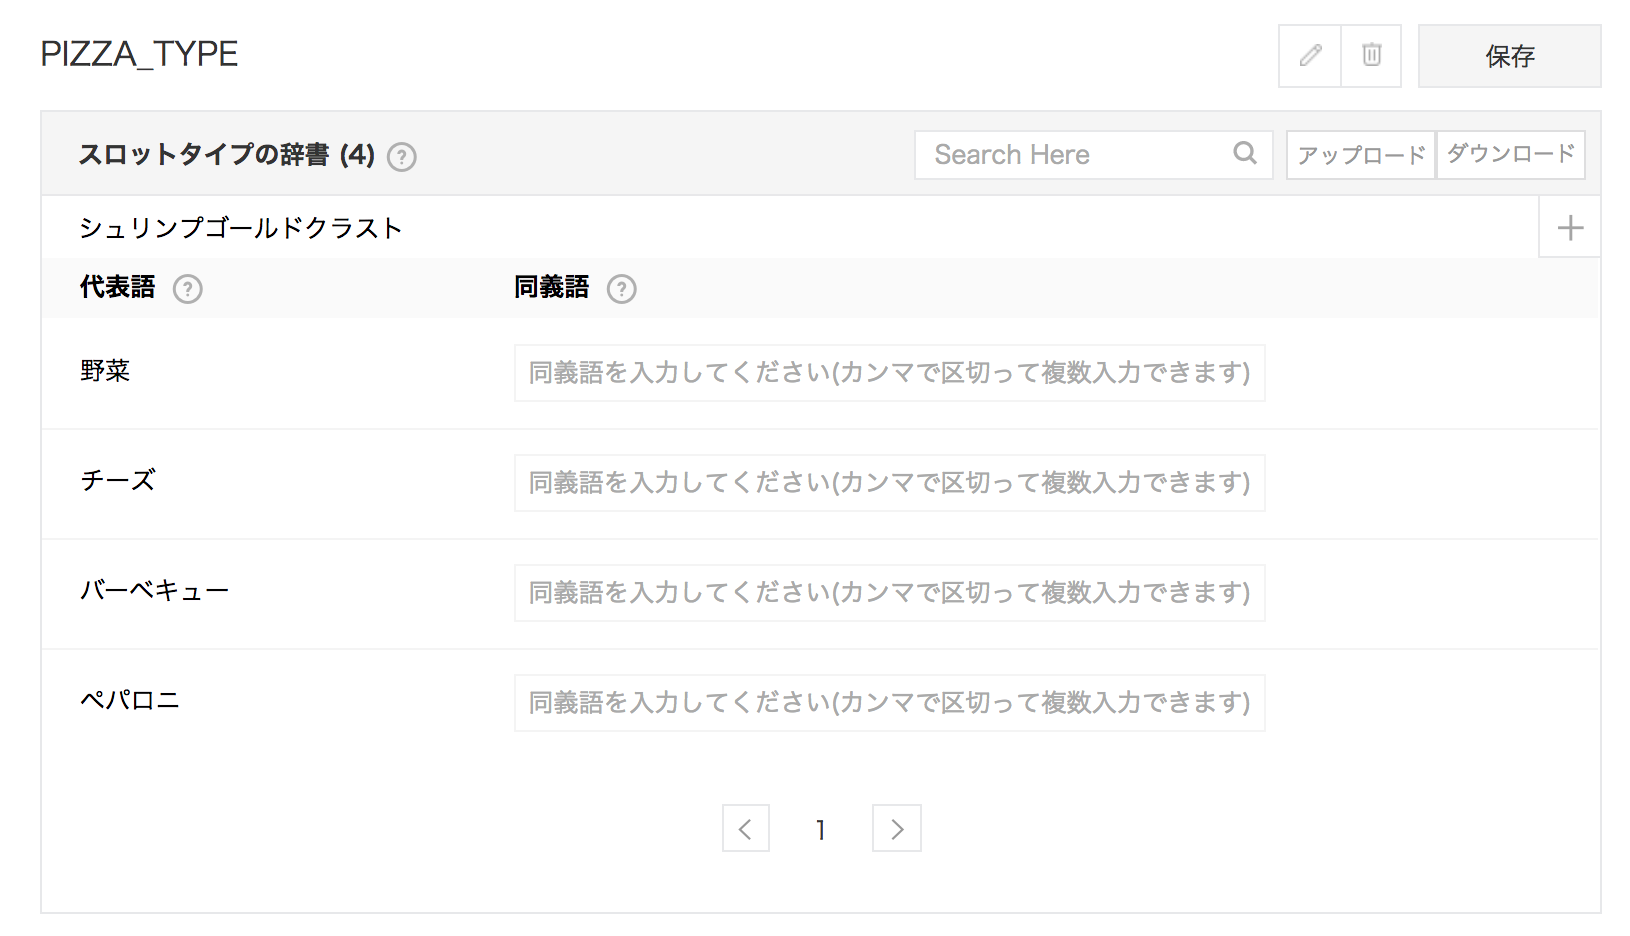 PIZZA_TYPE
保存
スロットタイプの辞書 (4) ?
Search Here
アップロード
ダウンロード
シュリンプゴールドクラスト
代表語 ? 同義語 ?
野菜 同義語を入力してください(カンマで区切って複数入力できます)
チーズ 同義語を入力してください(カンマで区切って複数入力できます)
バーベキュー 同義語を入力してください(カンマで区切って複数入力できます)
ペパロニ 同義語を入力してください(カンマで区切って複数入力できます)
1